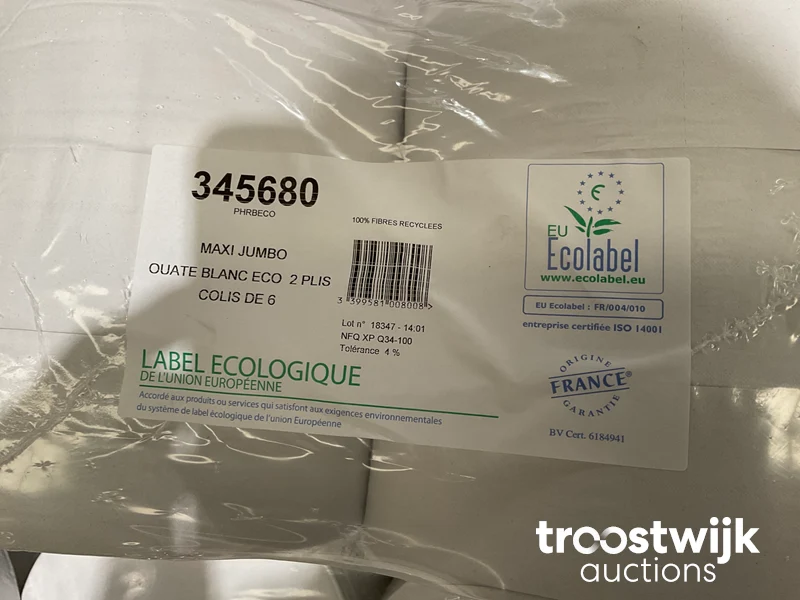 345680
PHRBECO
100% FIBRES RECYCLEES
MAXI JUMBO
OUATE BLANC ECO 2 PLIS
COLIS DE 6
3 399581 008008 >
Lot n° 18347 - 14:01
NFQ XP Q34-100
Tolérance 4 %
LABEL ECOLOGIQUE
DE L'UNION EUROPÉENNE
Accordé aux produits ou services qui satisfont aux exigences environnementales
du système de label écologique de l'union Européenne
€
EU
Ecolabel
www.ecolabel.eu
EU Ecolabel : FR/004/010
entreprise certifiée ISO 14001
ORIGINE
FRANCE®
GARANTIE
BV Cert. 6184941
troostwijk
auctions